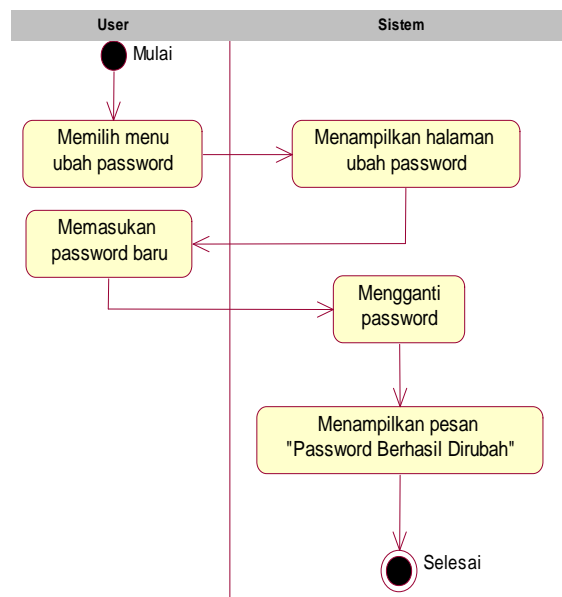 User
Sistem
Mulai
Memilih menu
ubah password
Menampilkan halaman
ubah password
Memasukan
password baru
Mengganti
password
Menampilkan pesan
"Password Berhasil Dirubah"
Selesai